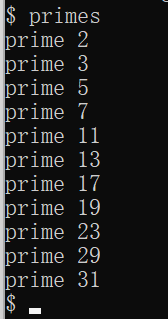 $ primes
prime 2
prime 3
prime 5
prime 7
prime 11
prime 13
prime 17
prime 19
prime 23
prime 29
prime 31
$